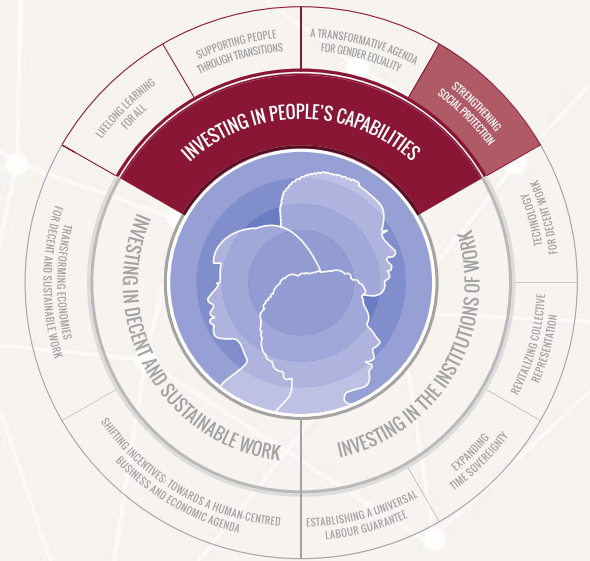 LIFELONG LEARNING
FOR ALL
SUPPORTING PEOPLE
THROUGH TRANSITIONS
A TRANSFORMATIVE AGENDA
FOR GENDER EQUALITY
STRENGTHENING
SOCIAL PROTECTION
INVESTING IN PEOPLE'S CAPABILITIES
TECHNOLOGY
FOR DECENT WORK
REVITALIZING COLLECTIVE
REPRESENTATION
EXPANDING
TIME SOVEREIGNTY
ESTABLISHING A UNIVERSAL
LABOUR GUARANTEE
INVESTING IN THE INSTITUTIONS OF WORK
TRANSFORMING ECONOMIES
FOR DECENT AND SUSTAINABLE WORK
SHIFTING INCENTIVES: TOWARDS A HUMAN-CENTRED
BUSINESS AND ECONOMIC AGENDA
INVESTING IN DECENT AND SUSTAINABLE WORK